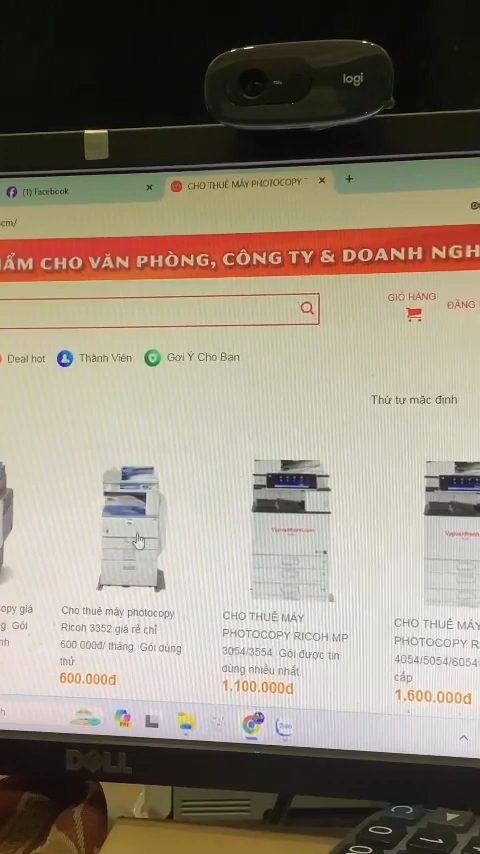 logi
(1) Facebook
CHO THUÊ MÁY PHOTOCOPY T
cm/
ẨM CHO VĂN PHÒNG, CÔNG TY & DOANH NGH
GIỎ HÀNG
ĐĂNG
Deal hot
Thành Viên
Gợi Ý Cho Bạn
Thứ tự mặc định
opy giá
g. Gói
nh
Cho thuê máy photocopy
Ricoh 3352 giá rẻ chỉ
600.000đ/ tháng. Gói dùng
thử
600.000đ
CHO THUÊ MÁY
PHOTOCOPY RICOH MP
3054/3554. Gói được tin
dùng nhiều nhất
1.100.000đ
CHO THUÊ MÁY
PHOTOCOPY R
4054/5054/6054
cấp
1.600.000đ
DELL
C
0
1